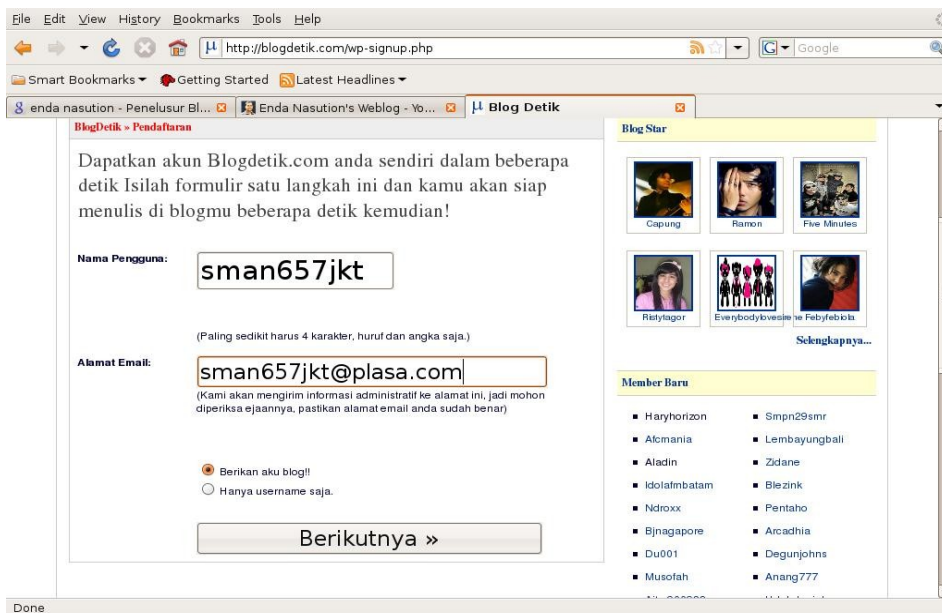 File Edit View History Bookmarks Tools Help
http://blogdetik.com/wp-signup.php
Google
Smart Bookmarks Getting Started Latest Headlines
enda nasution - Penelusur Bl... Enda Nasution's Weblog - Yo... Blog Detik
BlogDetik » Pendaftaran
Dapatkan akun Blogdetik.com anda sendiri dalam beberapa
detik Isilah formulir satu langkah ini dan kamu akan siap
menulis di blogmu beberapa detik kemudian!
Nama Pengguna:
sman657jkt
(Paling sedikit harus 4 karakter, huruf dan angka saja.)
Alamat Email:
sman657jkt@plasa.com
(Kami akan mengirim informasi administratif ke alamat ini, jadi mohon
diperiksa ejaannya, pastikan alamat email anda sudah benar)
Berikan aku blog!!
Hanya username saja.
Berikutnya »
Blog Star
Capung Ramon Five Minutes
Ristytagor Everybodylovesirene Febyfebiola
Selengkapnya...
Member Baru
Haryhorizon Smpn29smr
Afcmania Lembayungbali
Aladin Zidane
Idolafmbatam Blezink
Ndroxx Pentaho
Bjnagapore Arcadhia
Du001 Degunjohns
Musofah Anang777
Done